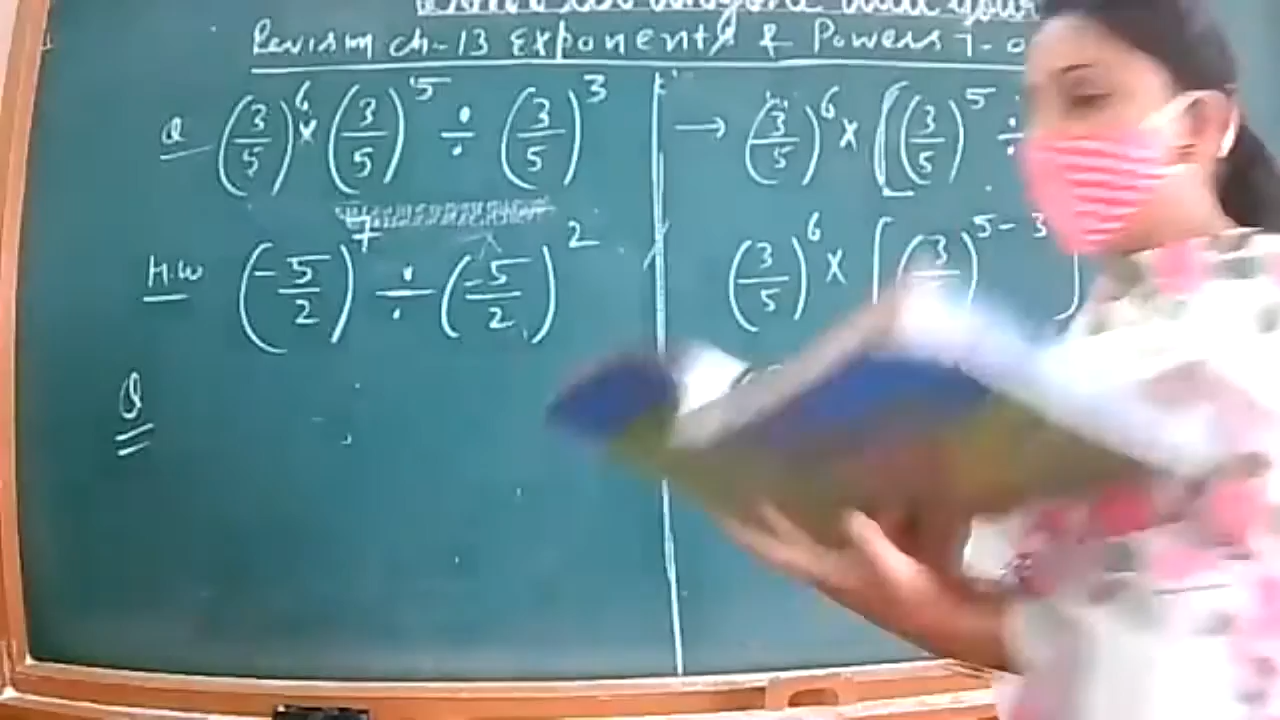 Revision ch-13 Exponents & Powers
Q (3/5)^6 × (3/5)^5 ÷ (3/5)^3
H.W (-5/2)^7 ÷ (-5/2)^2
Q
→ (3/5)^6 × [(3/5)^5 ÷
(3/5)^6 × [(3/5)^5-3 ]